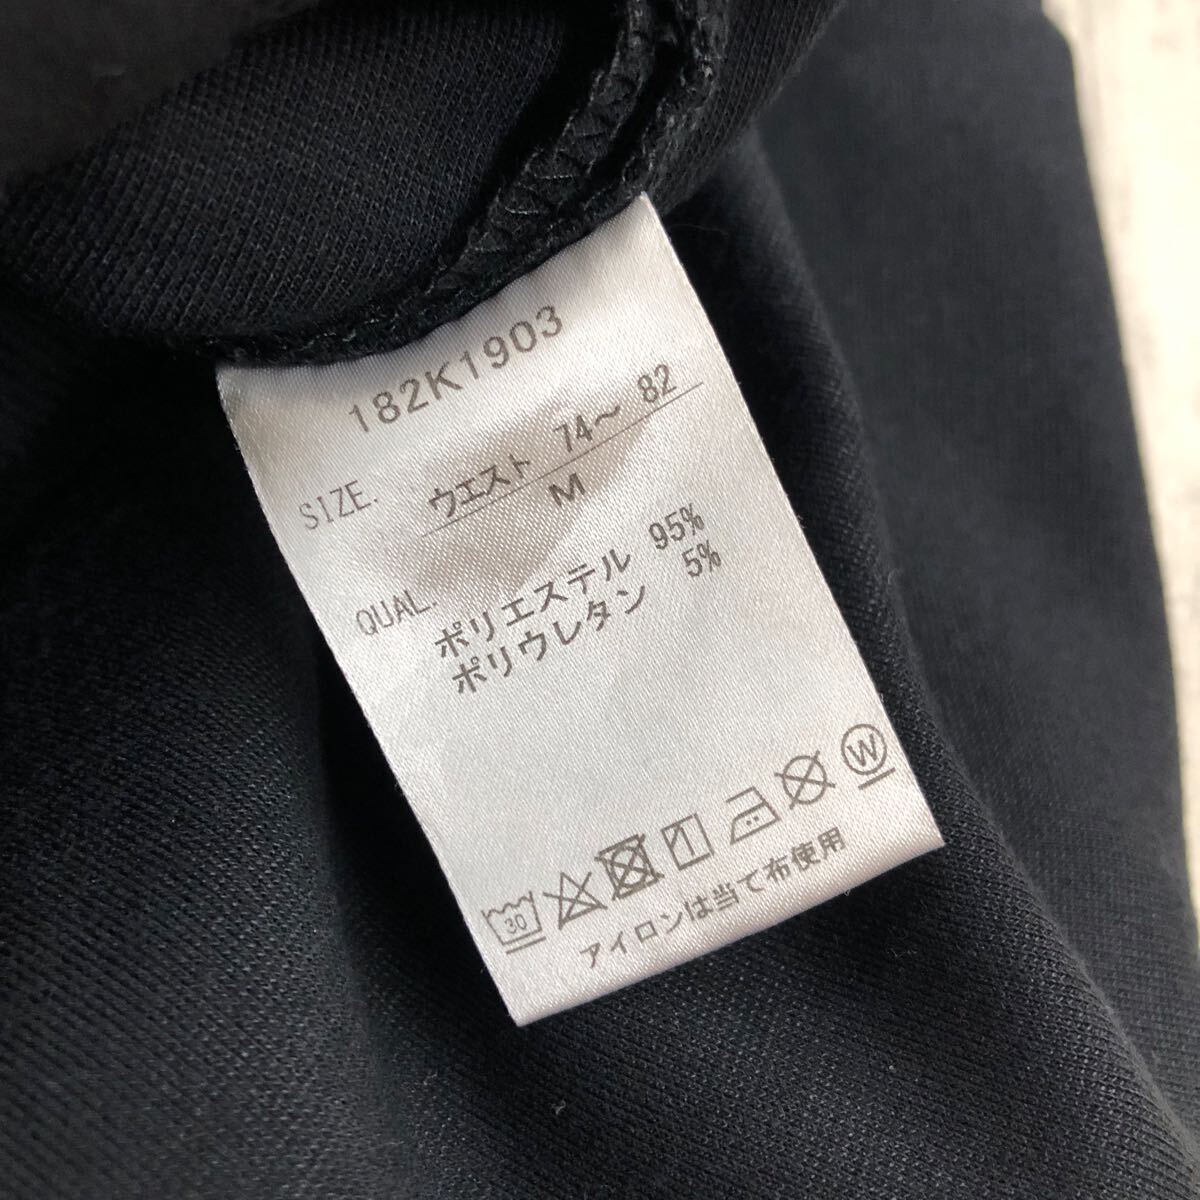 182K1903
SIZE. ウエスト 74～ 82
M
QUAL. ポリエステル 95%
ポリウレタン 5%
30 W
アイロンは当て布使用